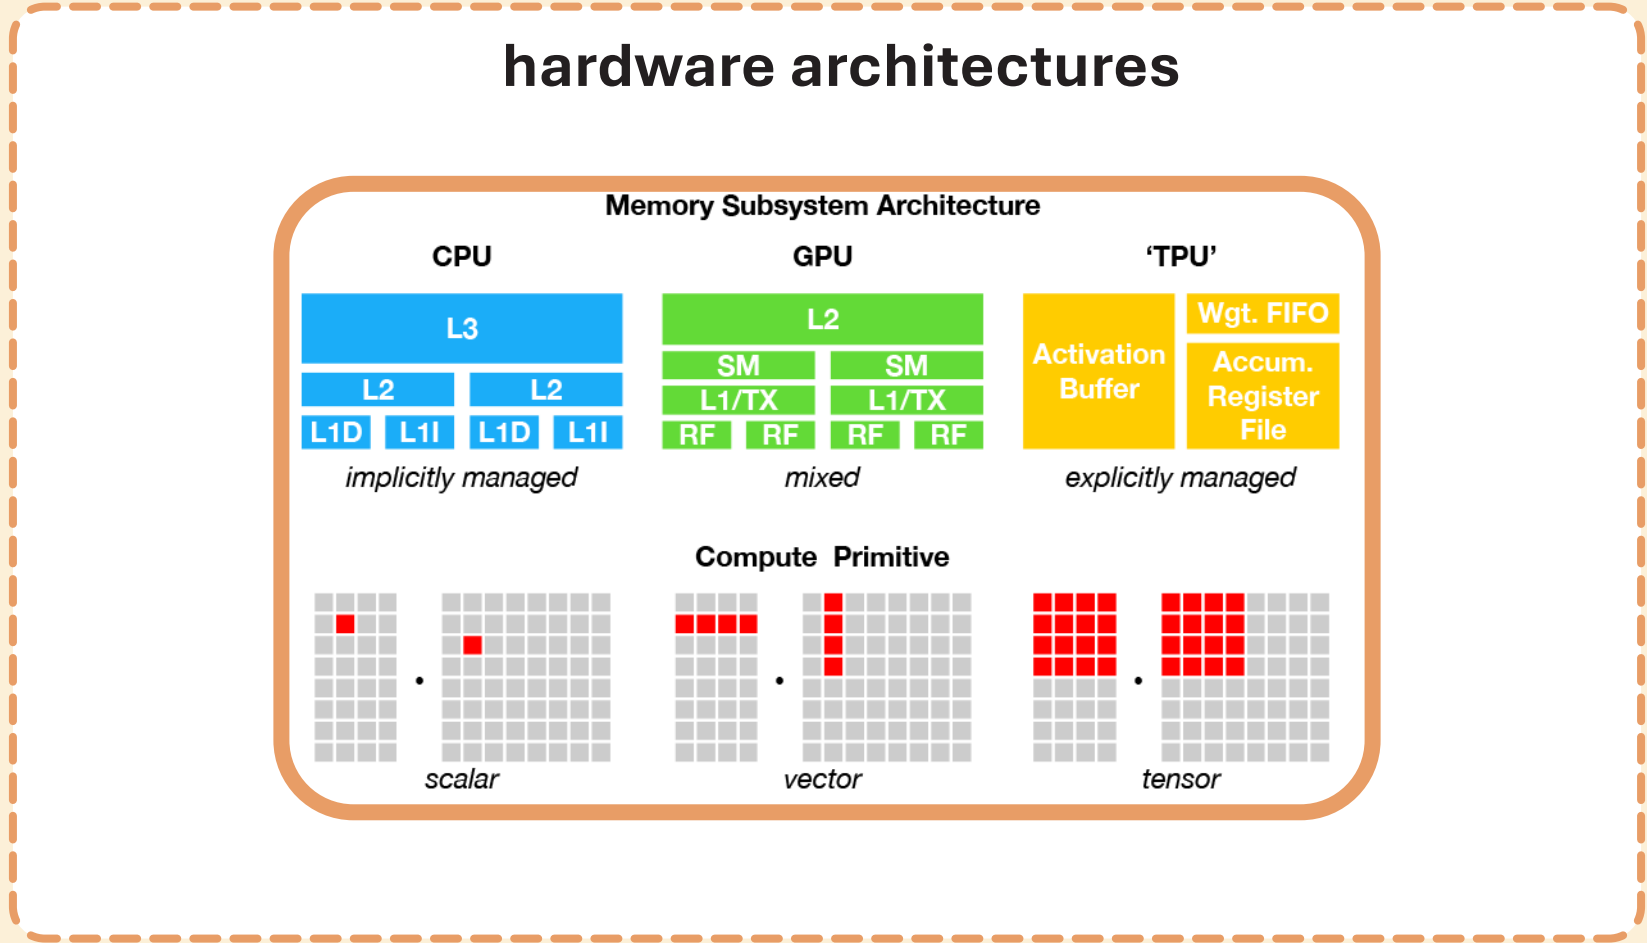 hardware architectures
Memory Subsystem Architecture
CPU
GPU
‘TPU’
L3
L2 L2
L1D L1I L1D L1I
implicitly managed
L2
SM SM
L1/TX L1/TX
RF RF RF RF
mixed
Activation
Buffer
Wgt. FIFO
Accum.
Register
File
explicitly managed
Compute Primitive
scalar
vector
tensor